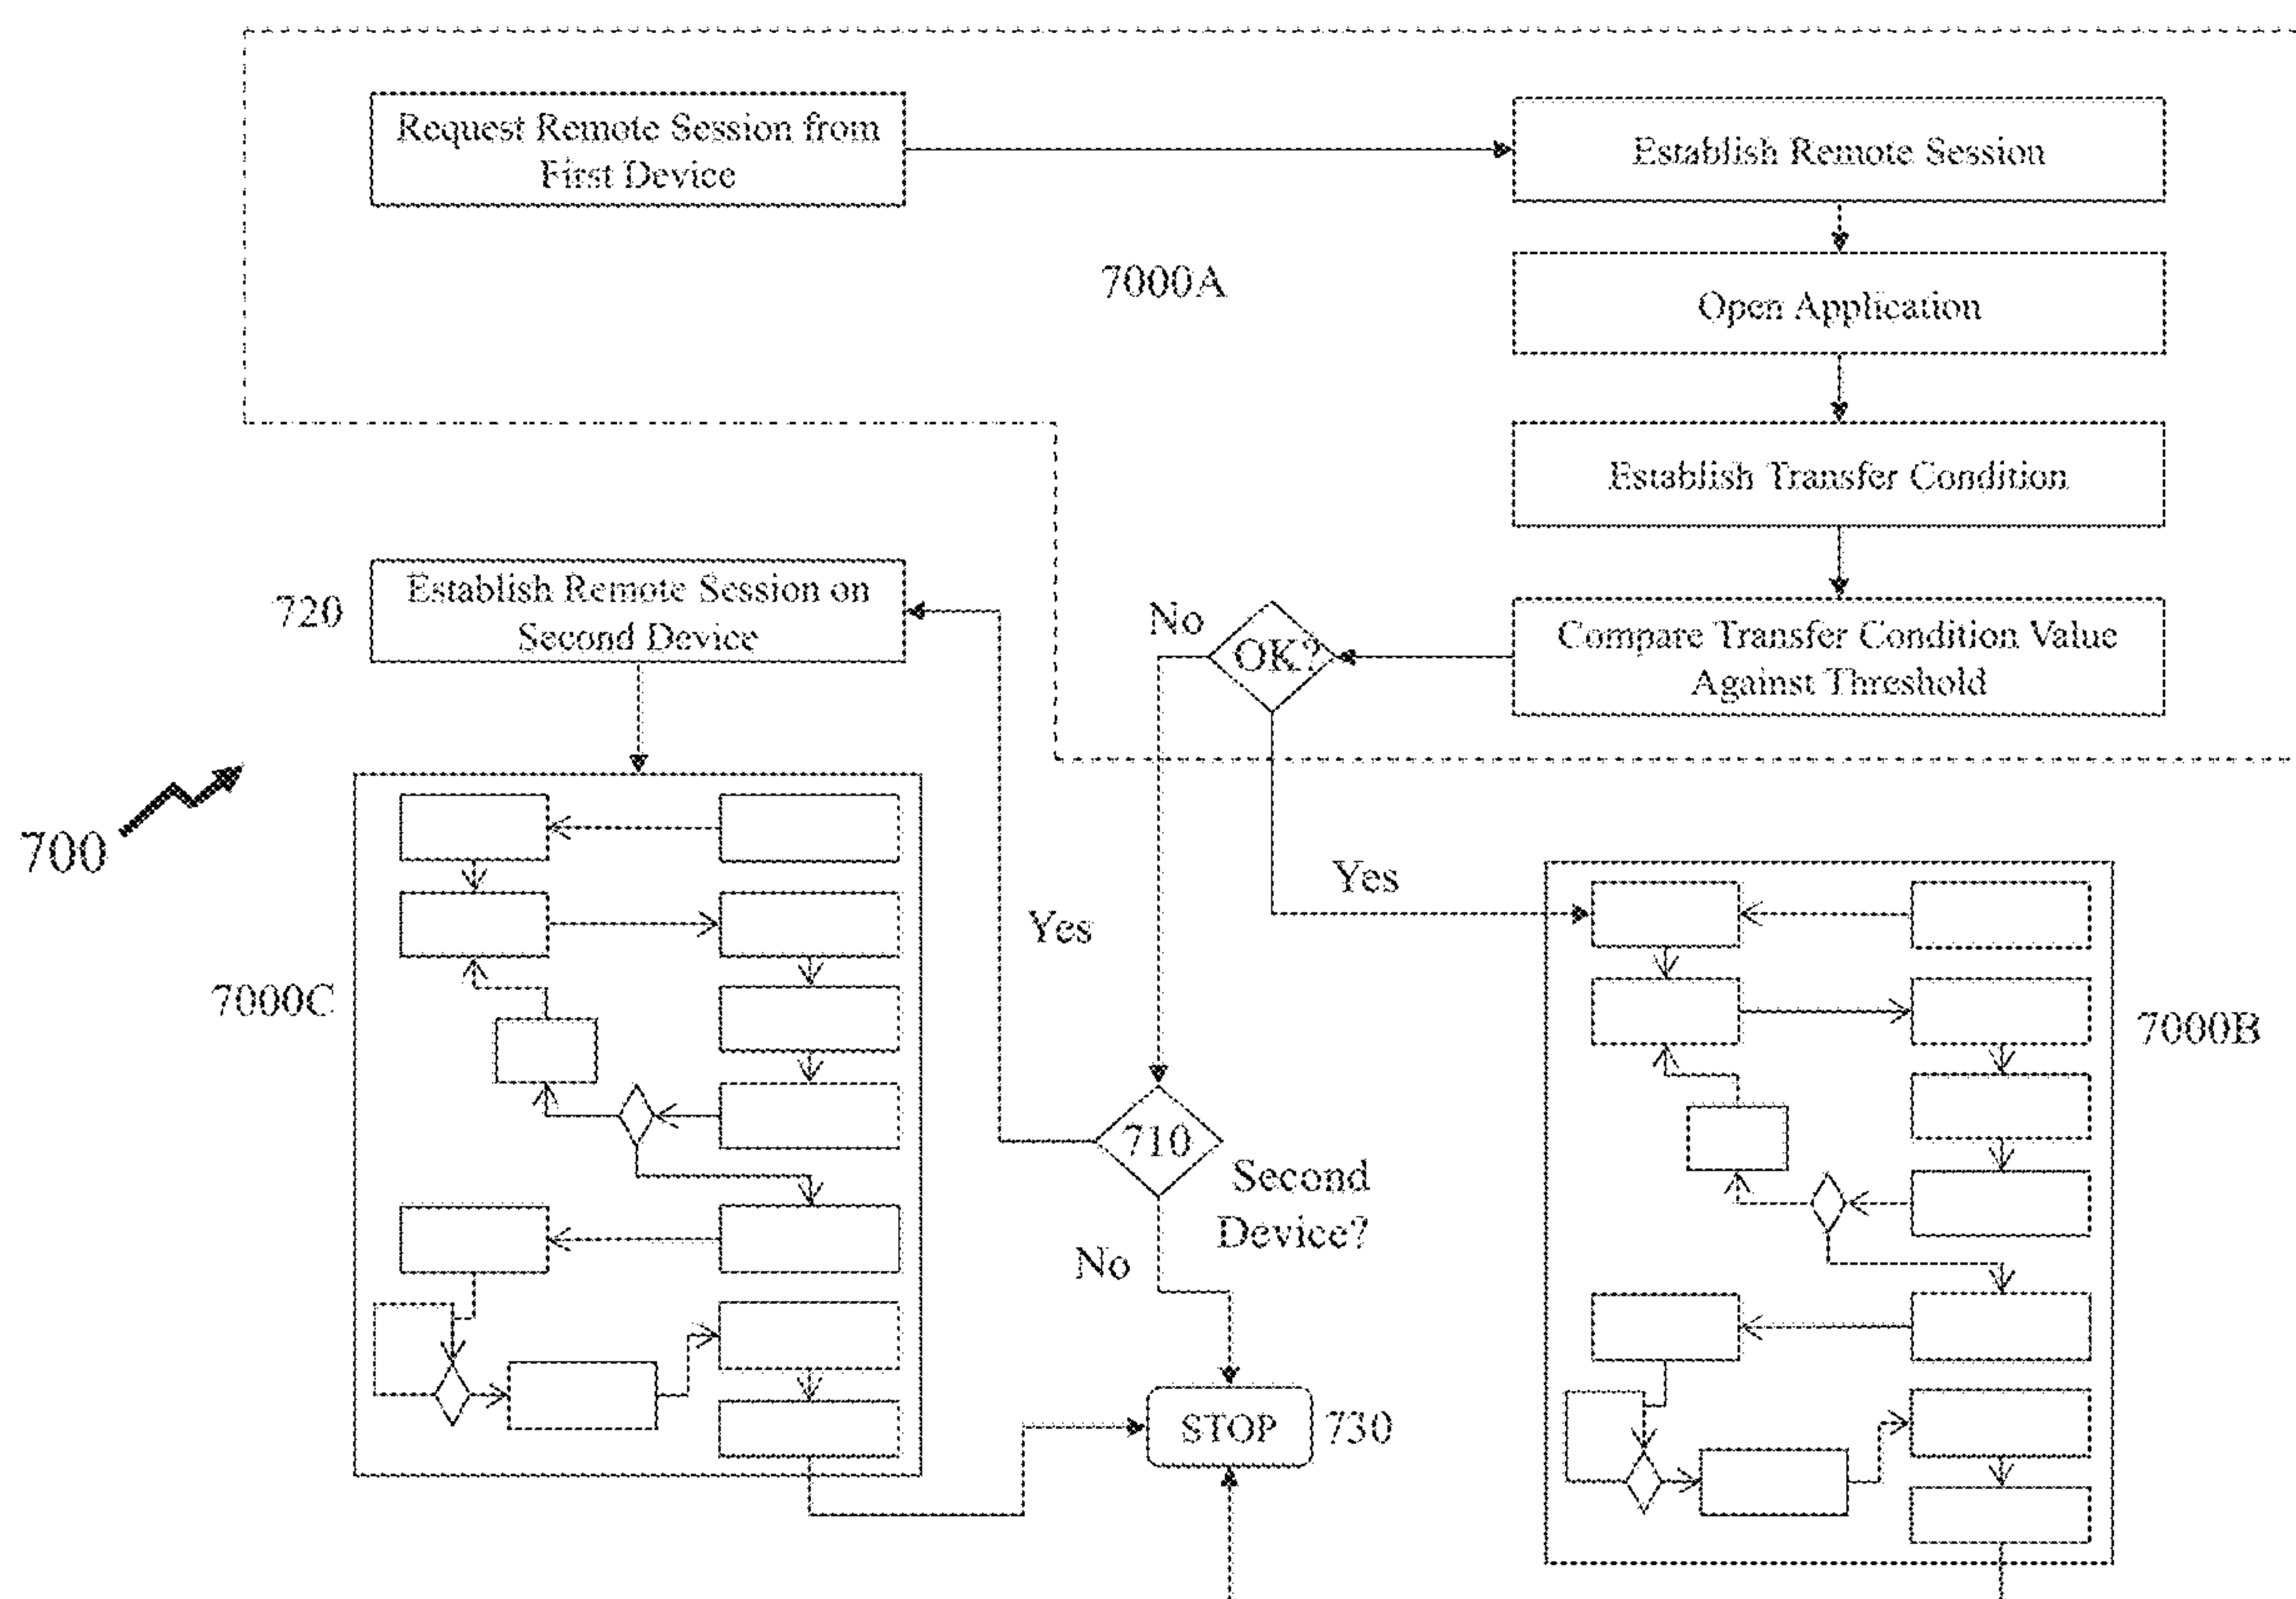 Request Remote Session from
First Device
Establish Remote Session
7000A
Open Application
Establish Transfer Condition
720
Establish Remote Session on
Second Device
No
OK?
Compare Transfer Condition Value
Against Threshold
700
Yes
Yes
7000C
7000B
710
Second
Device?
No
STOP
730